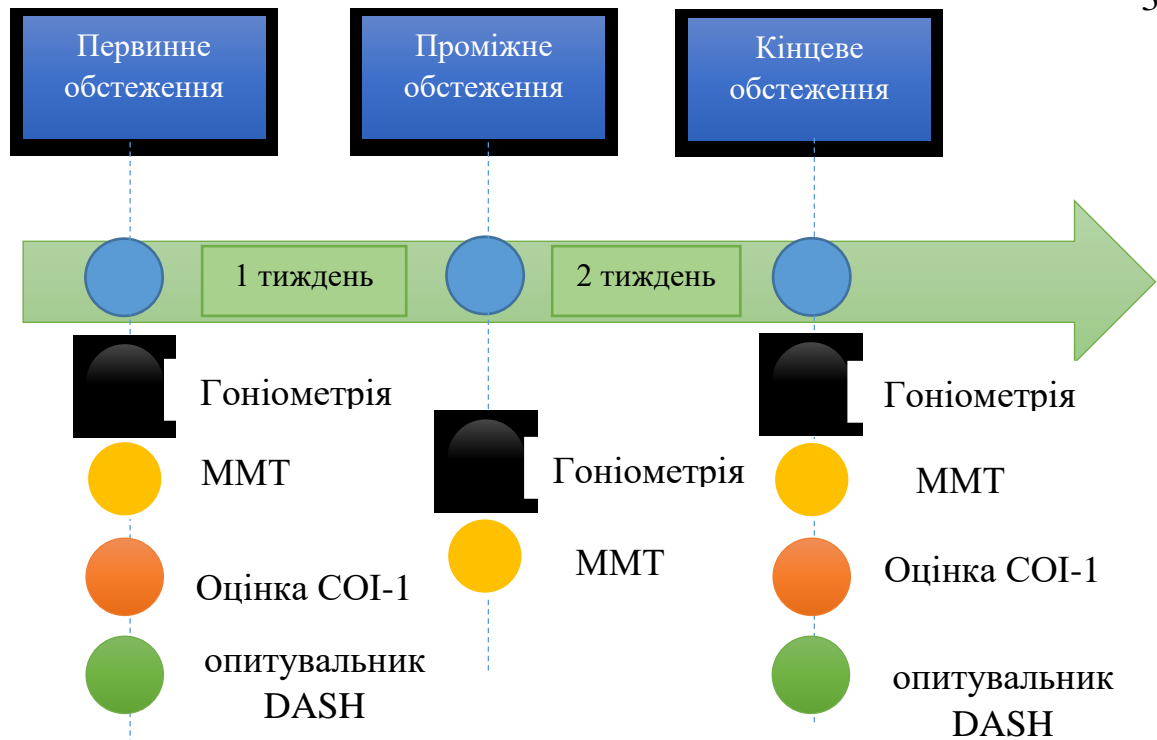 Первинне
обстеження
Проміжне
обстеження
Кінцеве
обстеження
1 тиждень
2 тиждень
Гоніометрія
ММТ
Оцінка СОІ-1
опитувальник
DASH
Гоніометрія
ММТ
Гоніометрія
ММТ
Оцінка СОІ-1
опитувальник
DASH